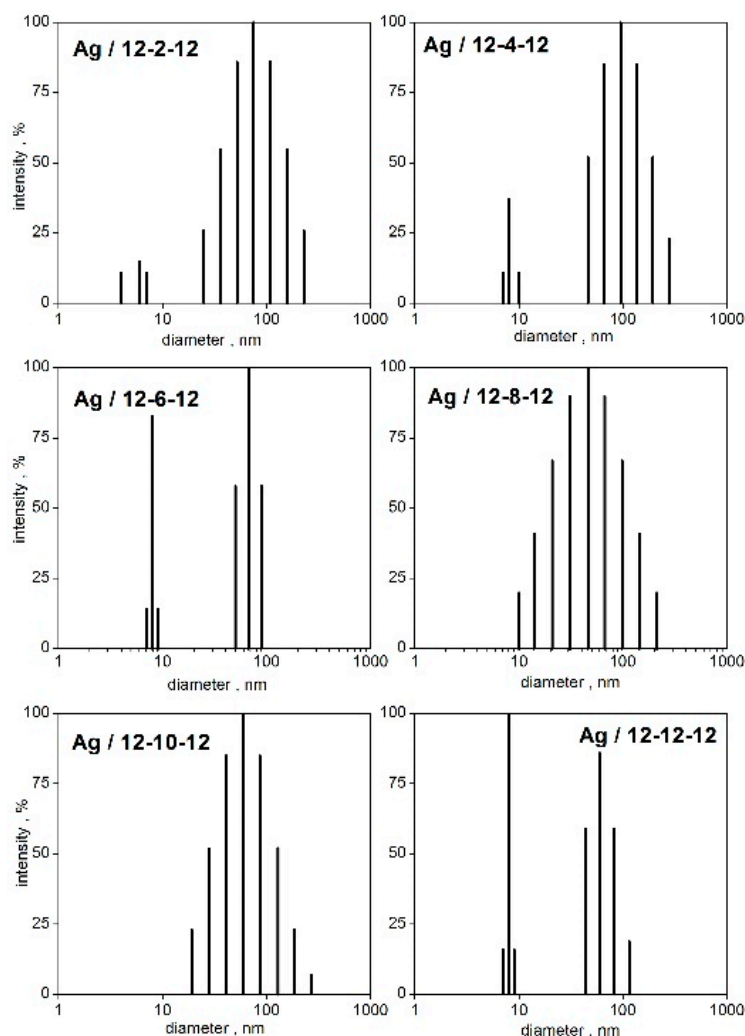 Ag / 12-2-12
100
75
50
25
0
intensity , %
1 10 100 1000
diameter , nm
Ag / 12-4-12
100
75
50
25
0
intensity , %
1 10 100 1000
diameter , nm
Ag / 12-6-12
100
75
50
25
0
intensity , %
1 10 100 1000
diameter , nm
Ag / 12-8-12
100
75
50
25
0
1 10 100 1000
diameter , nm
Ag / 12-10-12
100
75
50
25
0
intensity , %
1 10 100 1000
diameter , nm
Ag / 12-12-12
100
75
50
25
0
1 10 100 1000
diameter , nm